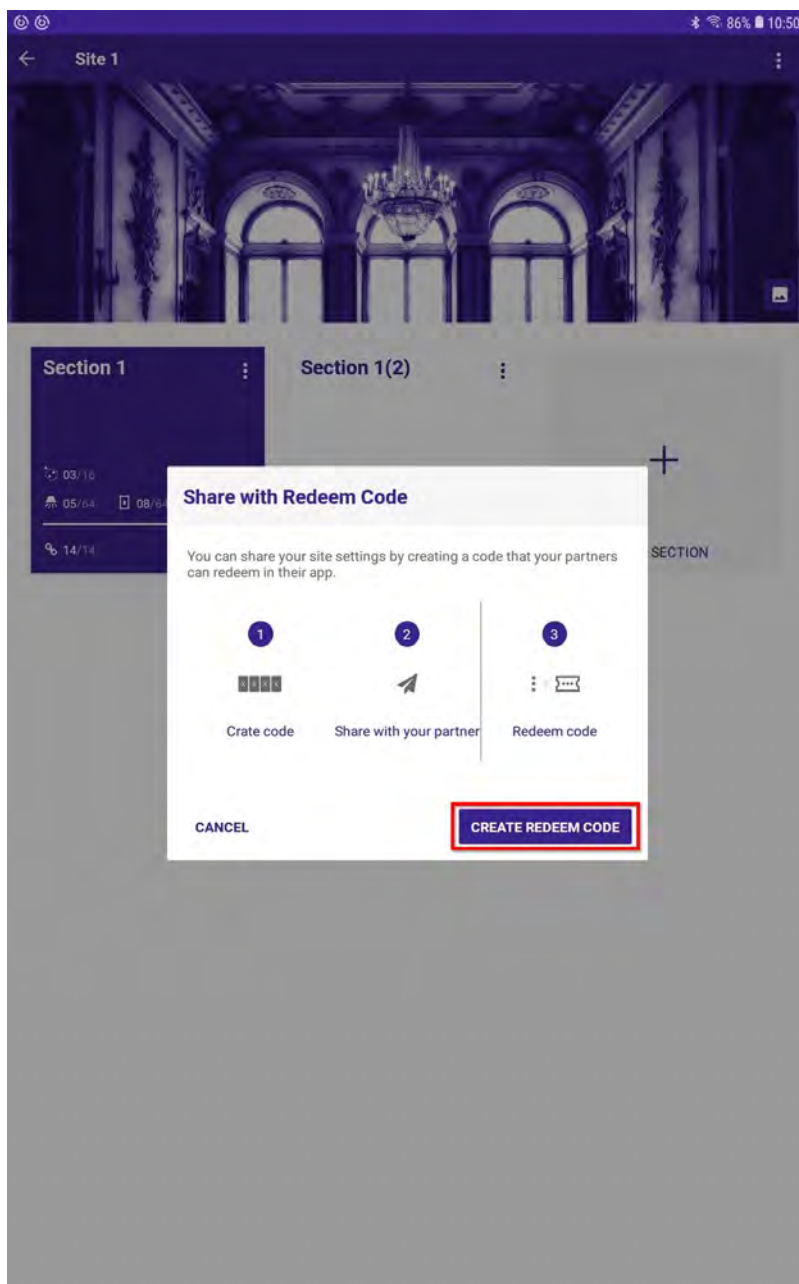 86% 10:50
Site 1
Section 1
Section 1(2)
03/16
05/64 08/64
14/14
SECTION
Share with Redeem Code
You can share your site settings by creating a code that your partners
can redeem in their app.
1 2 3
Crate code Share with your partner Redeem code
CANCEL CREATE REDEEM CODE